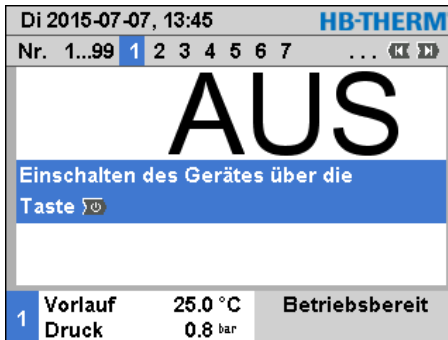 Di 2015-07-07, 13:45 HB-THERM
Nr. 1...99 1 2 3 4 5 6 7 ...
AUS
Einschalten des Gerätes über die
Taste
1 Vorlauf 25.0 °C Betriebsbereit
Druck 0.8 bar